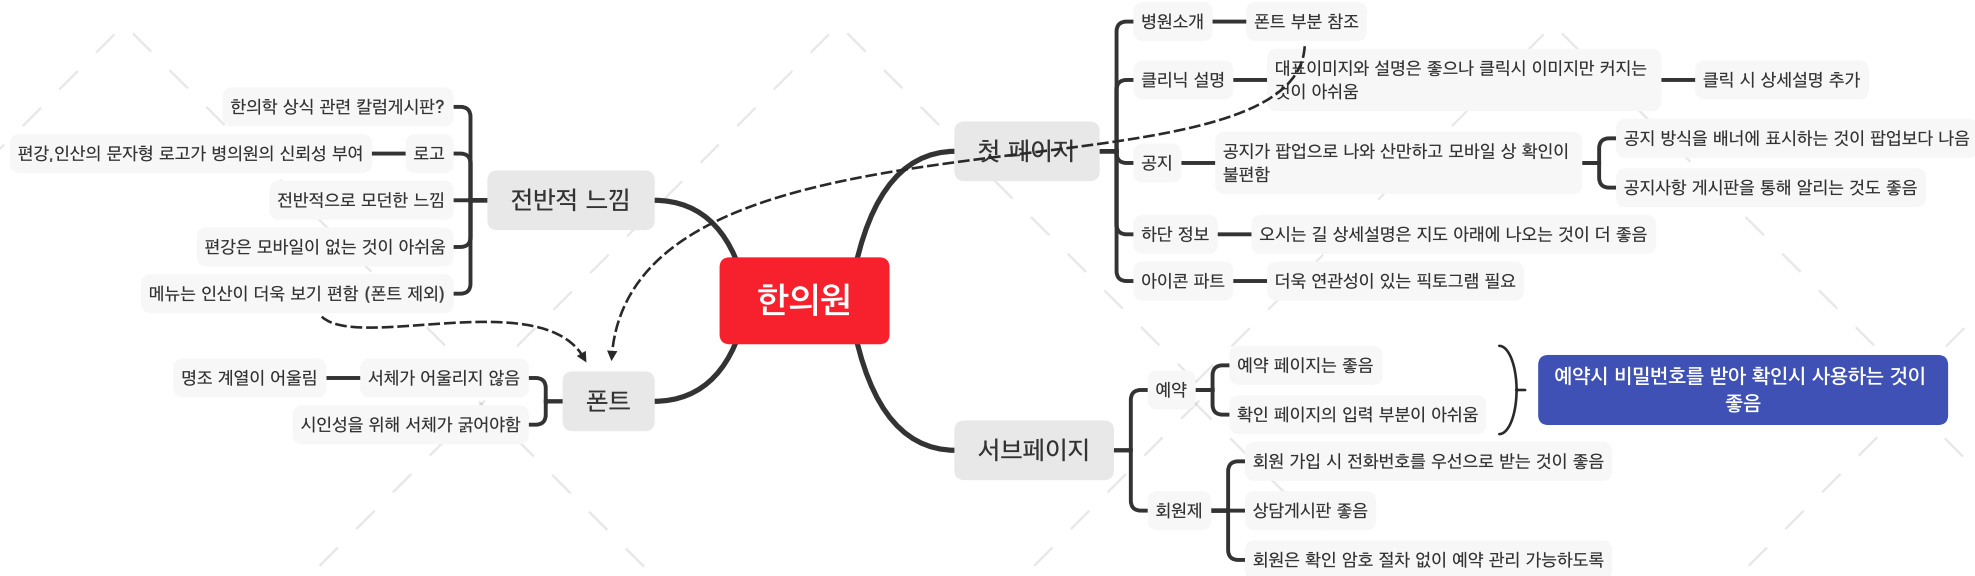 한의원
전반적 느낌
한의학 상식 관련 칼럼게시판?
로고
편강,인산의 문자형 로고가 병의원의 신뢰성 부여
전반적으로 모던한 느낌
편강은 모바일이 없는 것이 아쉬움
메뉴는 인산이 더욱 보기 편함 (폰트 제외)
폰트
서체가 어울리지 않음
명조 계열이 어울림
시인성을 위해 서체가 굵어야함
첫 페이지
병원소개
폰트 부분 참조
클리닉 설명
대표이미지와 설명은 좋으나 클릭시 이미지만 커지는
것이 아쉬움
클릭 시 상세설명 추가
공지
공지가 팝업으로 나와 산만하고 모바일 상 확인이
불편함
공지 방식을 배너에 표시하는 것이 팝업보다 나음
공지사항 게시판을 통해 알리는 것도 좋음
하단 정보
오시는 길 상세설명은 지도 아래에 나오는 것이 더 좋음
아이콘 파트
더욱 연관성이 있는 픽토그램 필요
서브페이지
예약
예약 페이지는 좋음
확인 페이지의 입력 부분이 아쉬움
예약시 비밀번호를 받아 확인시 사용하는 것이
좋음
회원제
회원 가입 시 전화번호를 우선으로 받는 것이 좋음
상담게시판 좋음
회원은 확인 암호 절차 없이 예약 관리 가능하도록